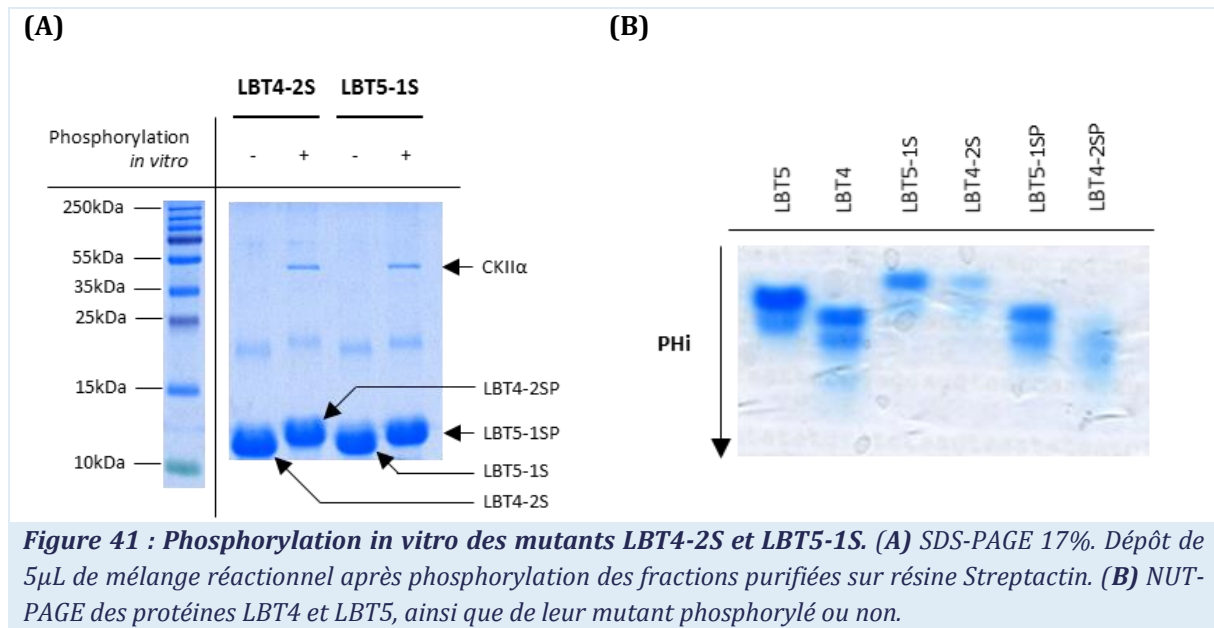 (A)
(B)
LBT4-2S LBT5-1S
Phosphorylation
in vitro
- + - +
250kDa
55kDa
35kDa
25kDa
15kDa
10kDa
CKIIα
LBT4-2SP
LBT5-1SP
LBT5-1S
LBT4-2S
LBT5
LBT4
LBT5-1S
LBT4-2S
LBT5-1SP
LBT4-2SP
PHi
Figure 41 : Phosphorylation in vitro des mutants LBT4-2S et LBT5-1S. (A) SDS-PAGE 17%. Dépôt de
5µL de mélange réactionnel après phosphorylation des fractions purifiées sur résine Streptactin. (B) NUT-
PAGE des protéines LBT4 et LBT5, ainsi que de leur mutant phosphorylé ou non.